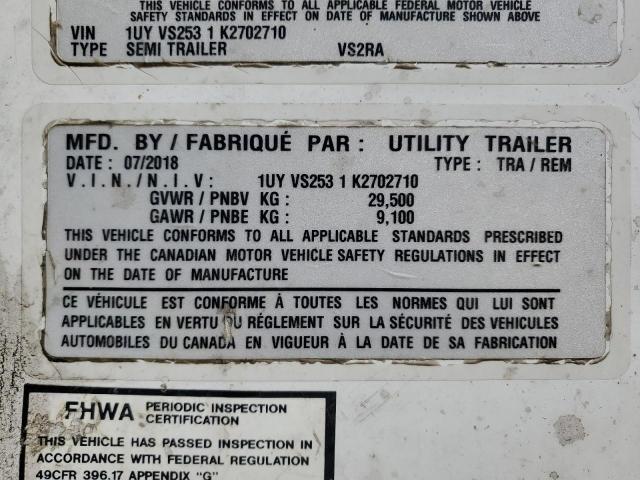 THIS VEHICLE CONFORMS TO ALL APPLICABLE FEDERAL MOTOR VEHICLE
SAFETY STANDARDS IN EFFECT ON DATE OF MANUFACTURE SHOWN ABOVE
VIN 1UY VS253 1 K2702710
TYPE SEMI TRAILER VS2RA
MFD. BY / FABRIQUÉ PAR : UTILITY TRAILER
DATE : 07/2018 TYPE : TRA / REM
V.I.N./N.I.V: 1UY VS253 1 K2702710
GVWR / PNBV KG : 29,500
GAWR / PNBE KG : 9,100
THIS VEHICLE CONFORMS TO ALL APPLICABLE STANDARDS PRESCRIBED
UNDER THE CANADIAN MOTOR VEHICLE SAFETY REGULATIONS IN EFFECT
ON THE DATE OF MANUFACTURE
CE VÉHICULE EST CONFORME À TOUTES LES NORMES QUI LUI SONT
APPLICABLES EN VERTU DU RÉGLEMENT SUR LA SÉCURITÉ DES VEHICULES
AUTOMOBILES DU CANADA EN VIGUEUR À LA DATE DE SA FABRICATION
FHWA PERIODIC INSPECTION
CERTIFICATION
THIS VEHICLE HAS PASSED INSPECTION IN
ACCORDANCE WITH FEDERAL REGULATION
49CFR 396.17 APPENDIX "G"